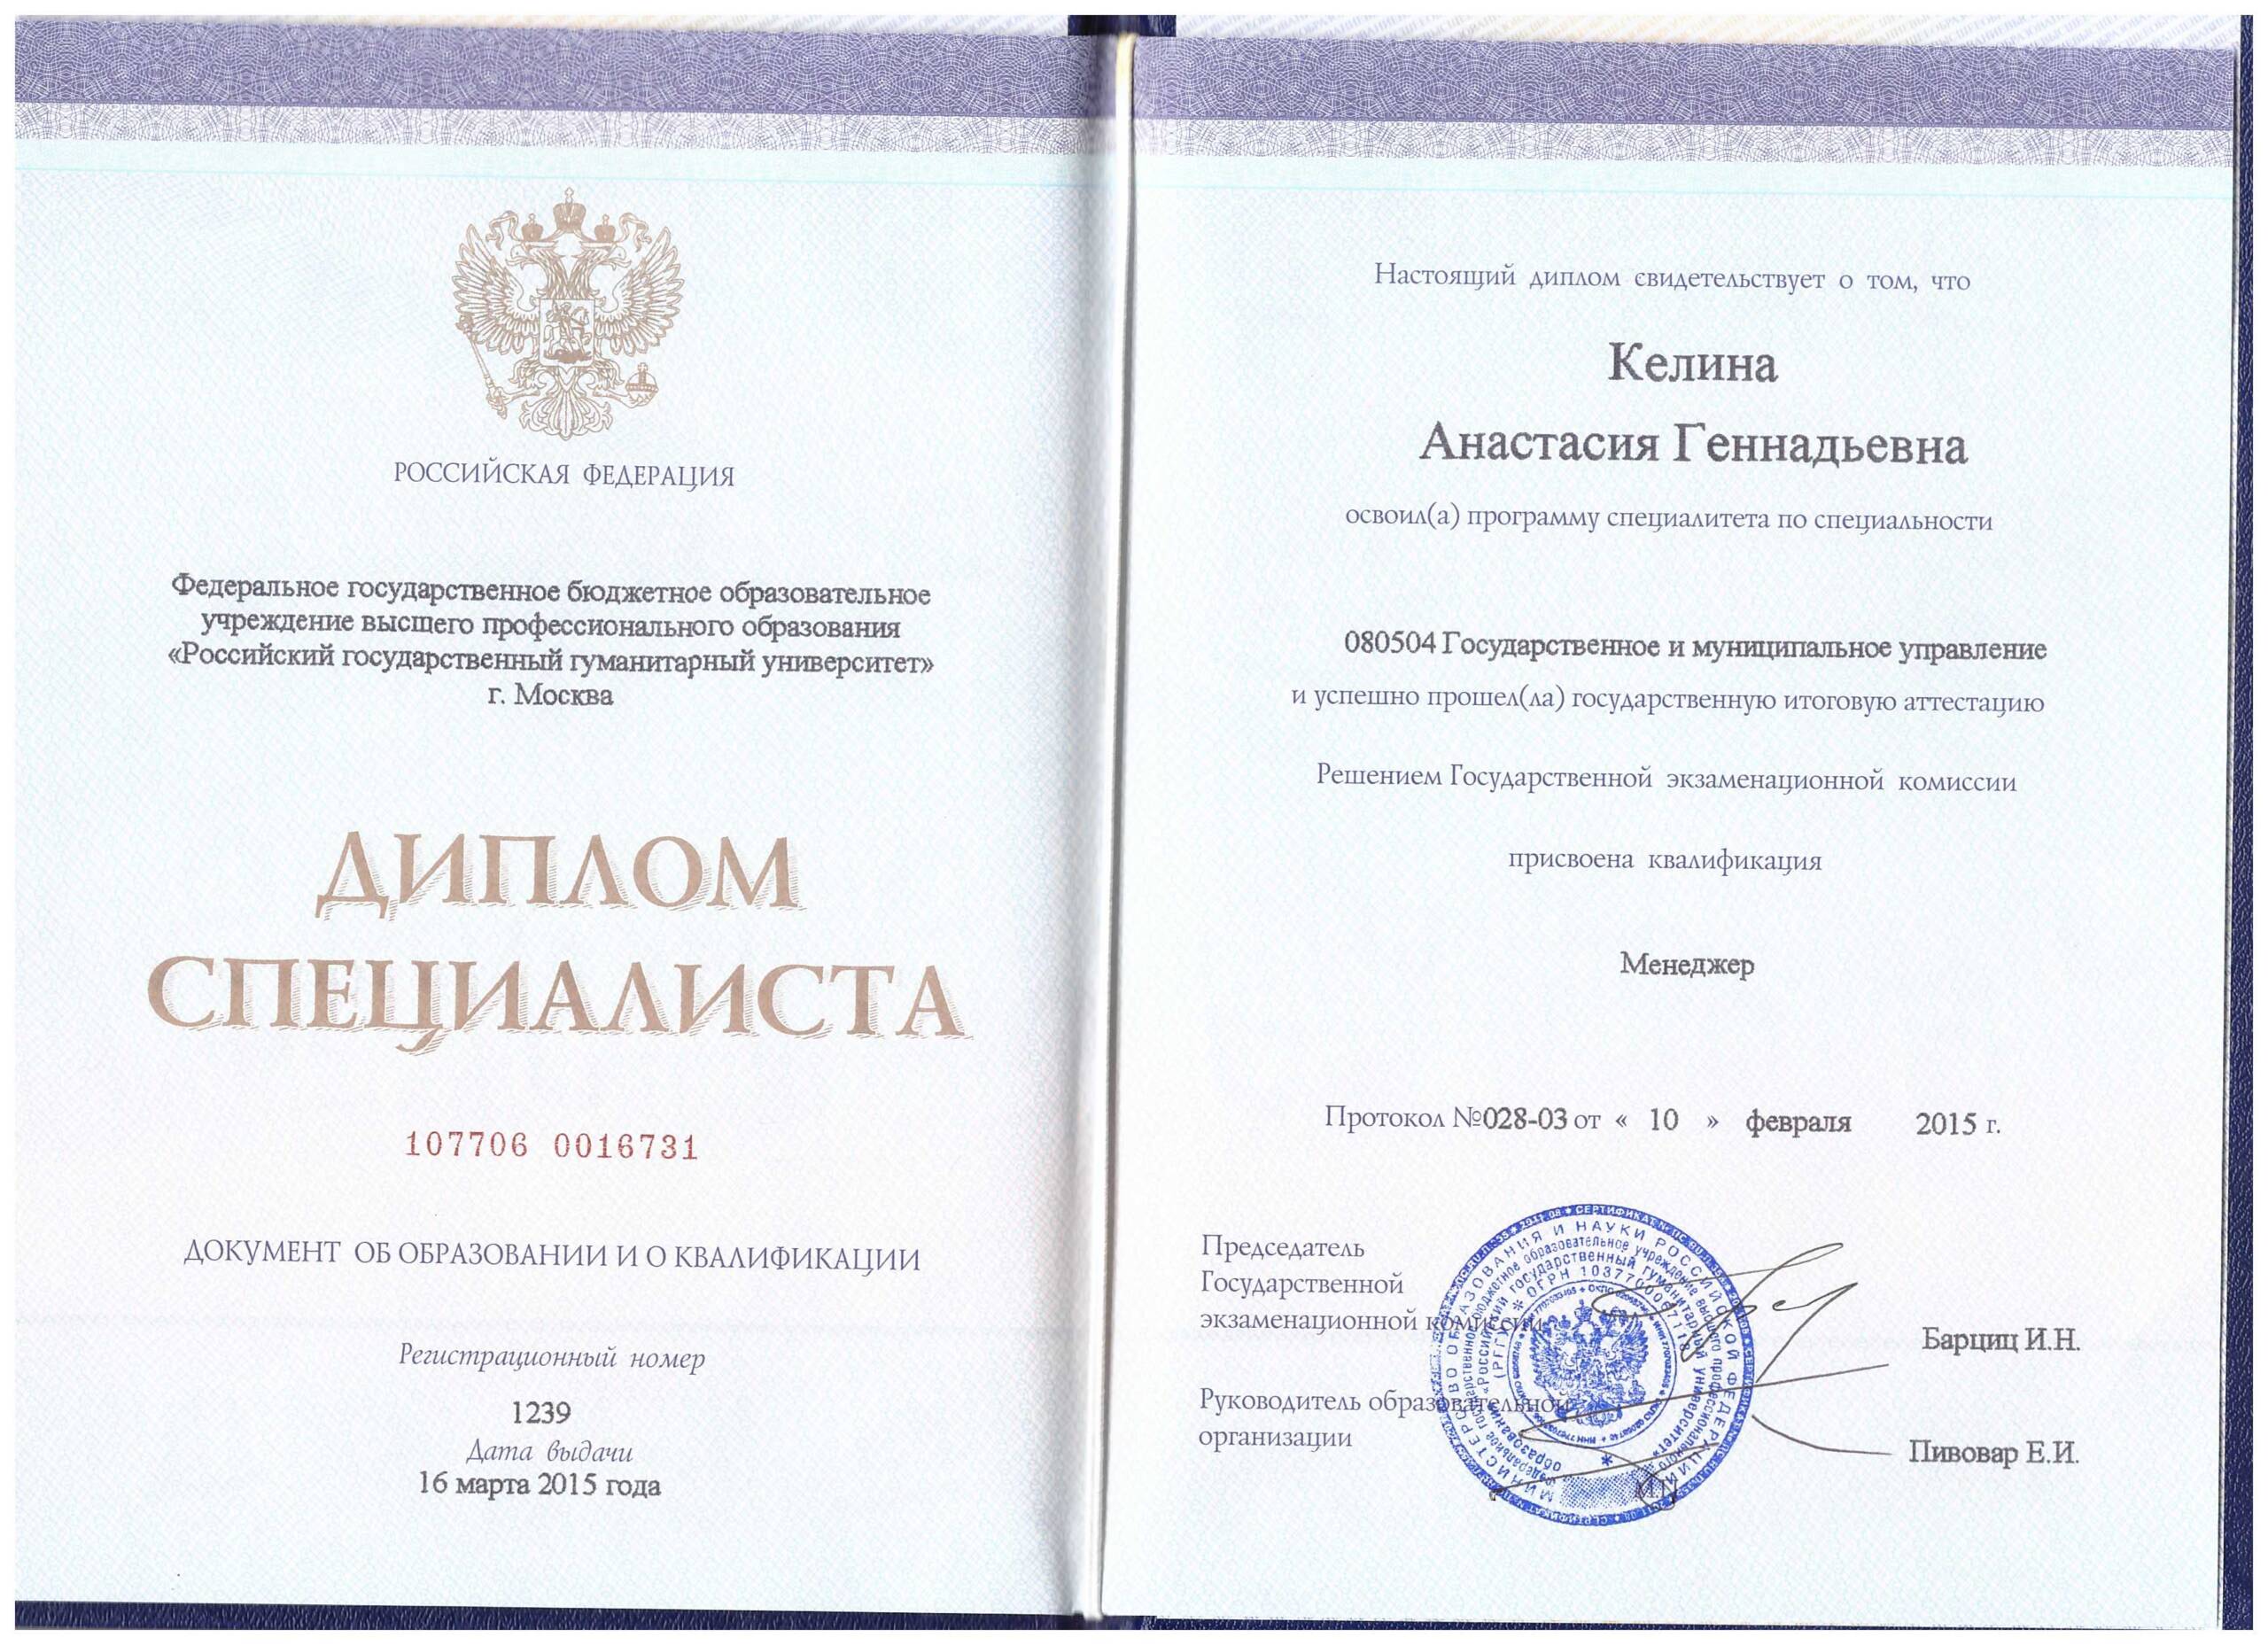 РОССИЙСКАЯ ФЕДЕРАЦИЯ
Федеральное государственное бюджетное образовательное
учреждение высшего профессионального образования
«Российский государственный гуманитарный университет»
г. Москва
ДИПЛОМ
СПЕЦИАЛИСТА
107706 0016731
ДОКУМЕНТ ОБ ОБРАЗОВАНИИ И О КВАЛИФИКАЦИИ
Регистрационный номер
1239
Дата выдачи
16 марта 2015 года
Настоящий диплом свидетельствует о том, что
Келина
Анастасия Геннадьевна
освоил(а) программу специалитета по специальности
080504 Государственное и муниципальное управление
и успешно прошел(ла) государственную итоговую аттестацию
Решением Государственной экзаменационной комиссии
присвоена квалификация
Менеджер
Протокол №028-03 от « 10 » февраля 2015 г.
Председатель
Государственной
экзаменационной комиссии
Барциц И.Н.
Руководитель образовательной
организации
Пивовар Е.И.
М.П.
МИНИСТЕРСТВО ОБРАЗОВАНИЯ И НАУКИ РОССИЙСКОЙ ФЕДЕРАЦИИ
Федеральное государственное бюджетное образовательное учреждение высшего профессионального образования
«Российский государственный гуманитарный университет»
(РГГУ) * ОГРН 1037700067118